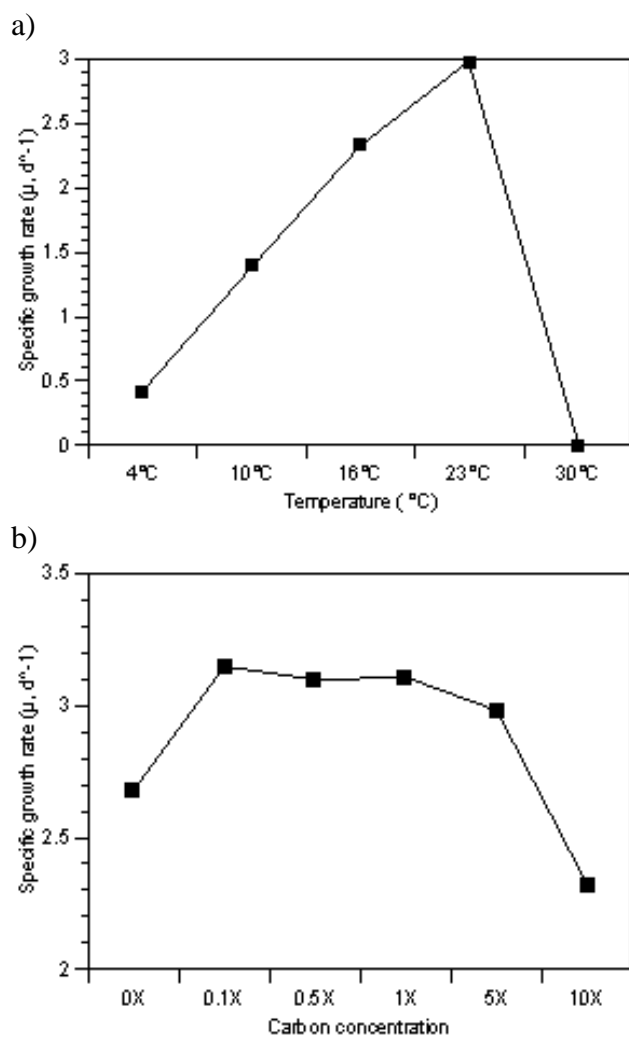 a)
3
2.5
2
1.5
1
0.5
0
Specific growth rate (µ, d^-1)
4°C 10°C 16°C 23°C 30°C
Temperature ( °C)
b)
3.5
3
2.5
2
Specific growth rate (µ, d^-1)
0X 0.1X 0.5X 1X 5X 10X
Carbon concentration